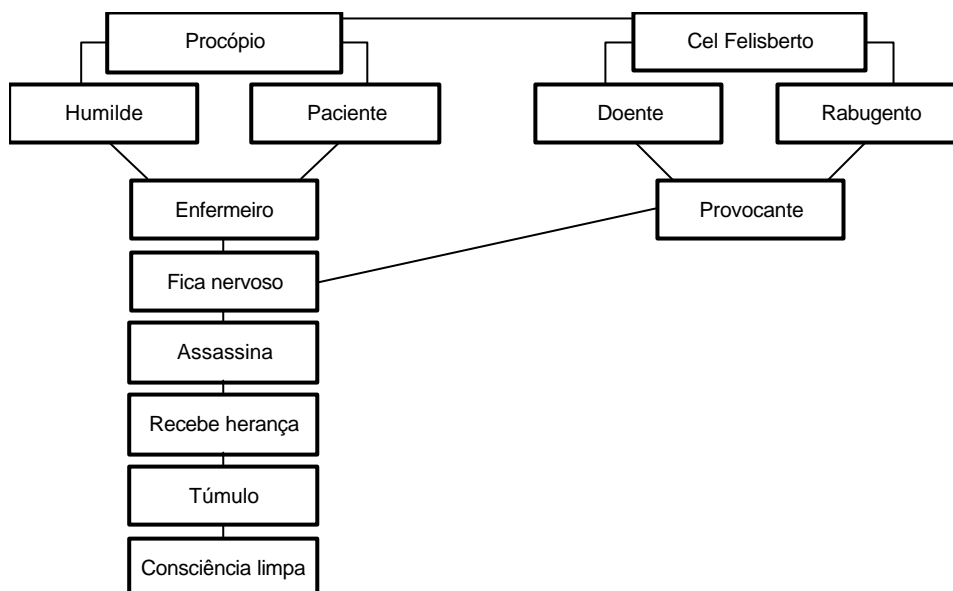 Procópio
Cel Felisberto
Humilde
Paciente
Doente
Rabugento
Enfermeiro
Provocante
Fica nervoso
Assassina
Recebe herança
Túmulo
Consciência limpa